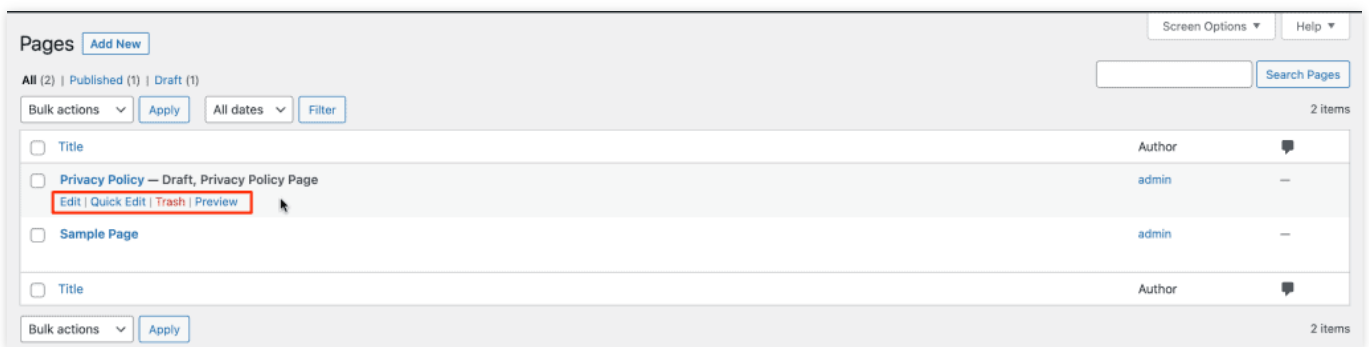 Screen Options ▼ Help ▼
Pages Add New
All (2) | Published (1) | Draft (1)
Search Pages
Bulk actions Apply All dates Filter 2 items
Title Author
Privacy Policy — Draft, Privacy Policy Page admin —
Edit | Quick Edit | Trash | Preview
Sample Page admin —
Title Author
Bulk actions Apply 2 items